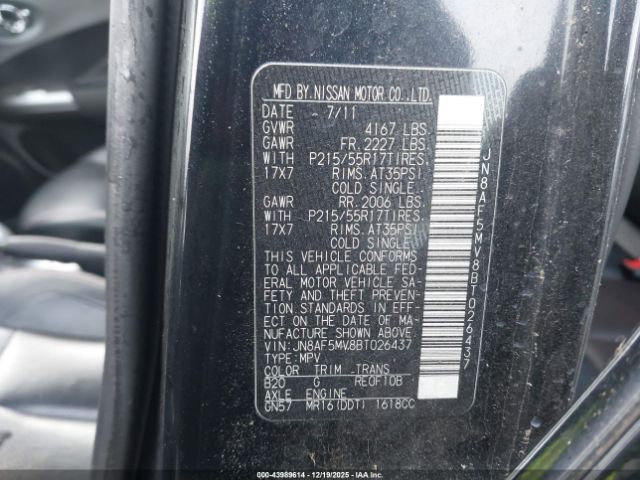 MFD BY NISSAN MOTOR CO.,LTD.
DATE 7/11
GVWR 4167 LBS.
GAWR FR. 2227 LBS.
WITH P215/55R17TIRES.
17X7 RIMS. AT35PSI
COLD SINGLE.
GAWR RR. 2006 LBS.
WITH P215/55R17TIRES.
17X7 RIMS. AT35PSI
COLD SINGLE.
THIS VEHICLE CONFORMS
TO ALL APPLICABLE FED-
ERAL MOTOR VEHICLE SA-
FETY AND THEFT PREVEN-
TION STANDARDS IN EFF-
ECT ON THE DATE OF MA-
NUFACTURE SHOWN ABOVE
VIN: JN8AF5MV8BT026437
TYPE: MPV
COLOR TRIM TRANS
B20 G RE0F10B
AXLE ENGINE
GN57 MR16(DDT) 1618CC
JN8AF5MV8BT026437
000-43989614 - 12/19/2025 - COPYRIGHT IAA, LLC.